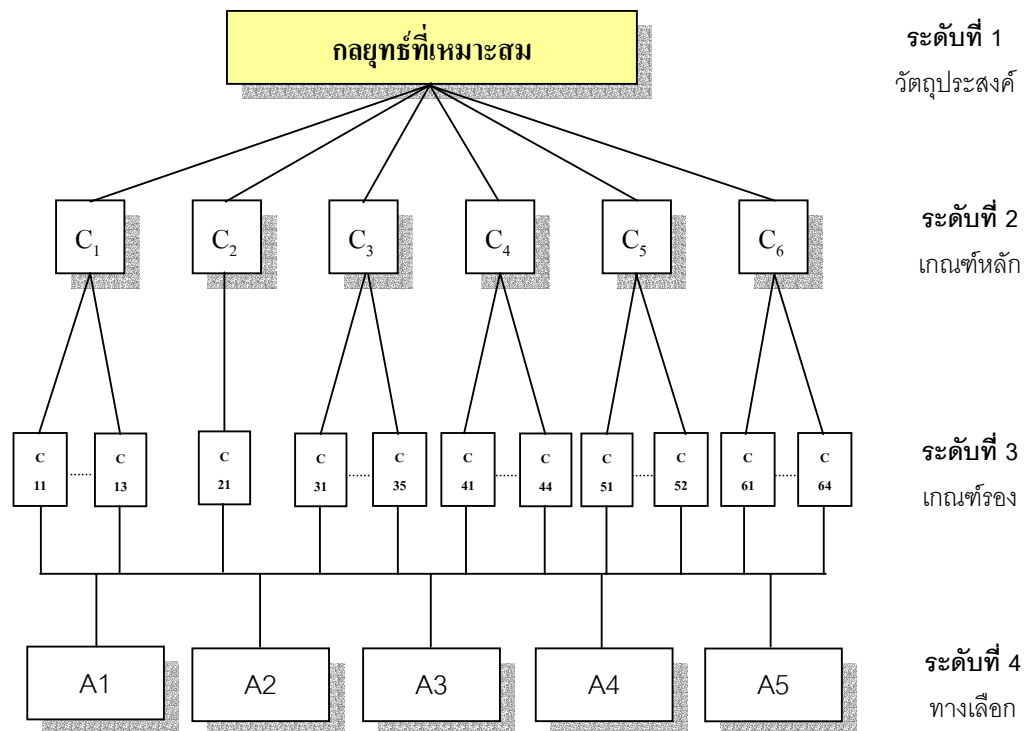 กลยุทธ์ที่เหมาะสม
ระดับที่ 1
วัตถุประสงค์
C₁
C₂
C₃
C₄
C₅
C₆
ระดับที่ 2
เกณฑ์หลัก
C
11
......
C
13
C
21
C
31
......
C
35
C
41
......
C
44
C
51
......
C
52
C
61
......
C
64
ระดับที่ 3
เกณฑ์รอง
A1
A2
A3
A4
A5
ระดับที่ 4
ทางเลือก